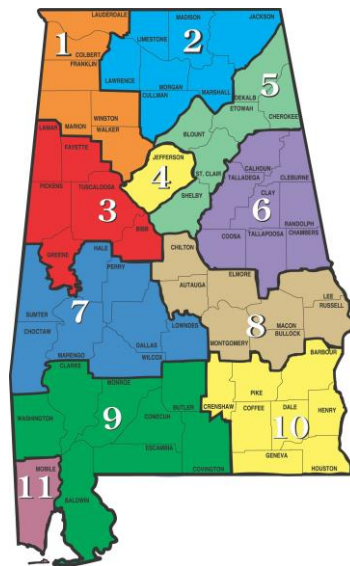 LAUDERDALE
MADISON
JACKSON
1
2
LIMESTONE
COLBERT
FRANKLIN
LAWRENCE
MORGAN
MARSHALL
CULLMAN
5
DEKALB
ETOWAH
CHEROKEE
WINSTON
MARION
WALKER
LAMAR
BLOUNT
FAYETTE
JEFFERSON
4
CALHOUN
TALLADEGA
CLEBURNE
ST. CLAIR
PICKENS
TUSCALOOSA
CLAY
3
SHELBY
6
RANDOLPH
BIBB
COOSA
TALLAPOOSA
CHAMBERS
HALE
CHILTON
GREENE
PERRY
ELMORE
AUTAUGA
LEE
RUSSELL
SUMTER
7
8
MACON
CHOCTAW
LOWNDES
BULLOCK
DALLAS
MONTGOMERY
MARENGO
WILCOX
BARBOUR
CLARKE
MONROE
PIKE
BUTLER
CRENSHAW
COFFEE
DALE
HENRY
9
10
WASHINGTON
CONECUH
ESCAMBIA
GENEVA
COVINGTON
HOUSTON
MOBILE
11
BALDWIN